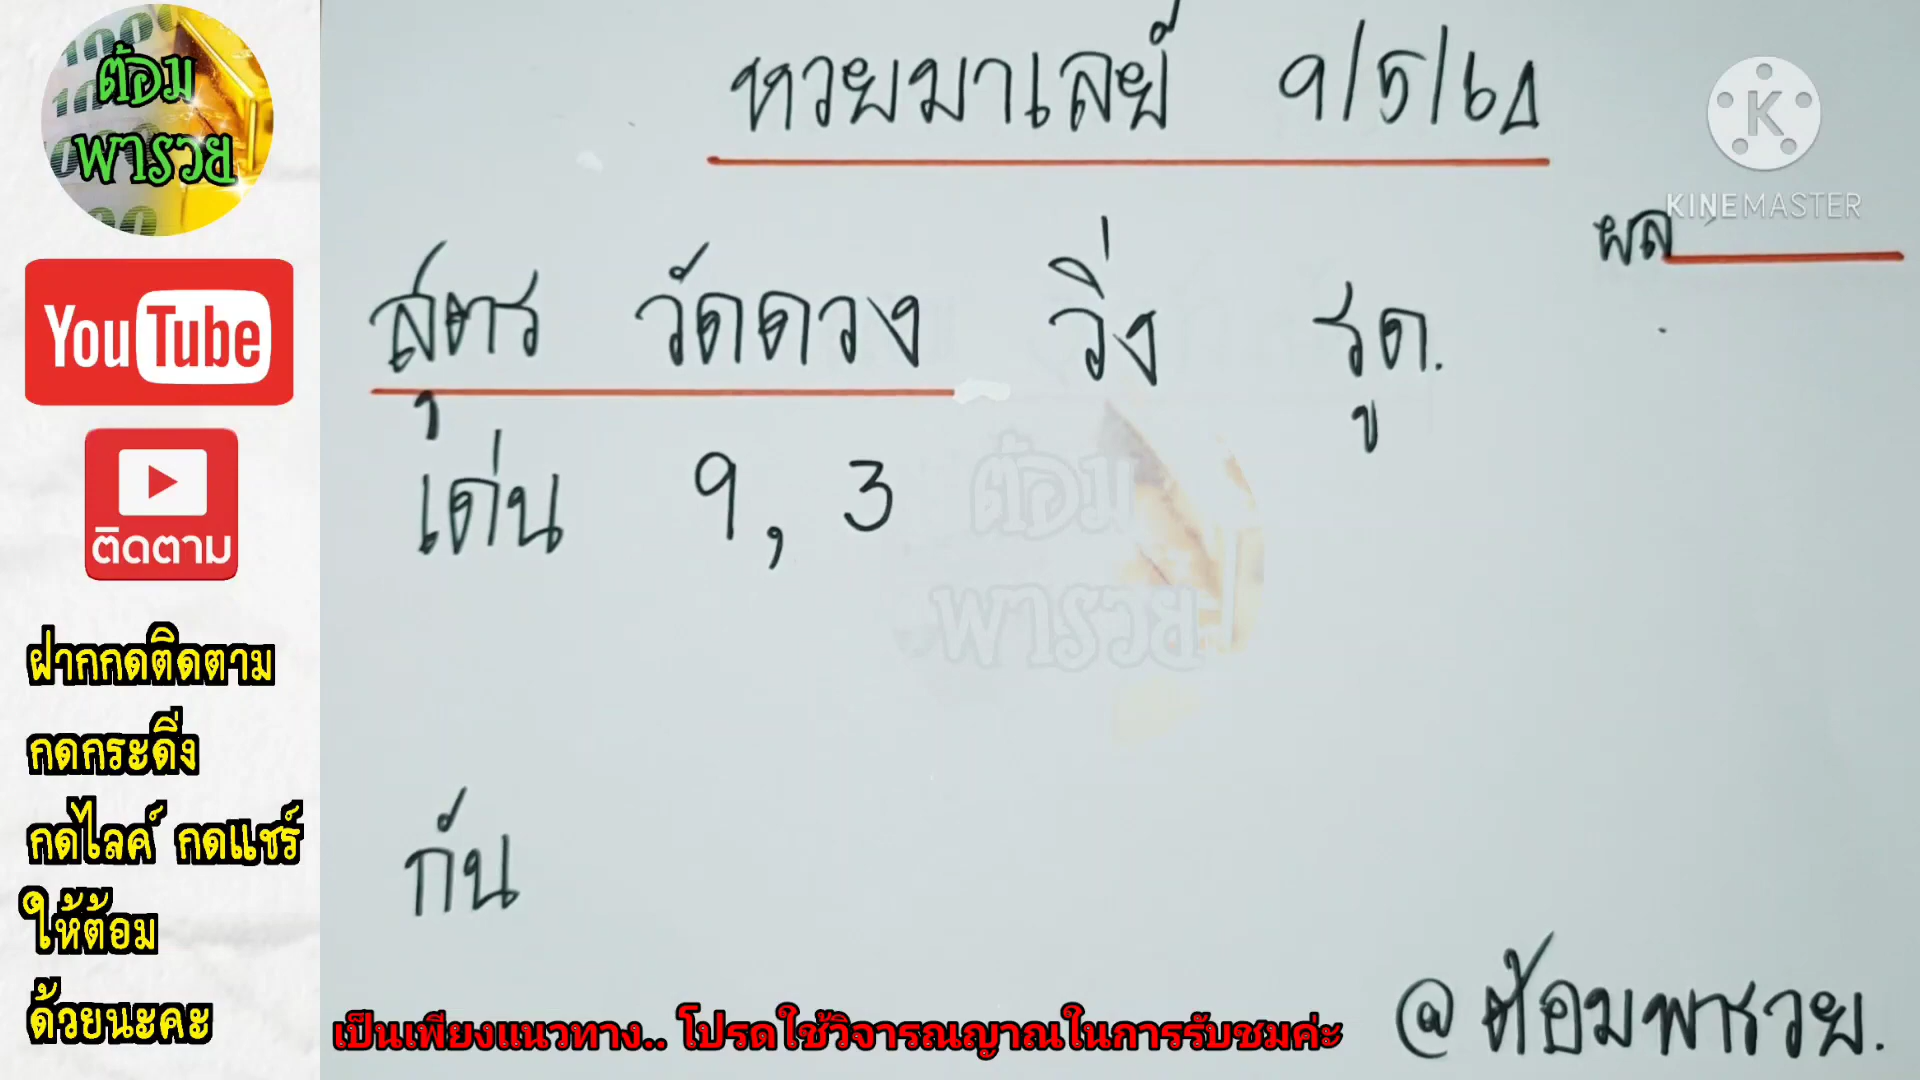 ต้อม
พารวย
YouTube
ติดตาม
ฝากกดติดตาม
กดกระดิ่ง
กดไลค์ กดแชร์
ให้ต้อม
ด้วยนะคะ
หวยมาเลย์ 9/5/64
K
KINEMASTER
ผล
สูตร วัดดวง วิ่ง รูด.
เด่น 9, 3
ต้อม
พารวย
กัน
@ต้อมพารวย.
เป็นเพียงแนวทาง.. โปรดใช้วิจารณญาณในการรับชมค่ะ